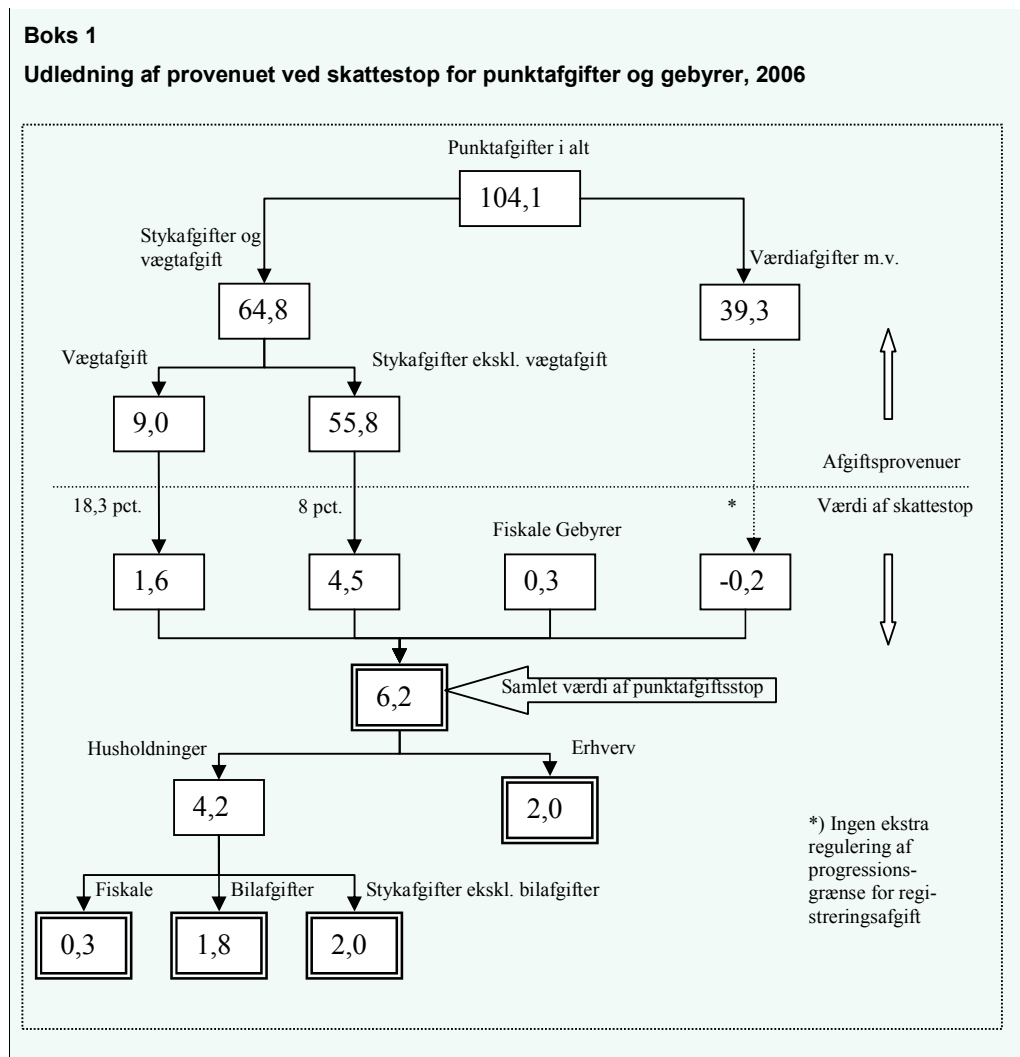 Boks 1
Udledning af provenuet ved skattestop for punktafgifter og gebyrer, 2006
Punktafgifter i alt
104,1
Stykafgifter og
vægtafgift
Værdiafgifter m.v.
64,8
39,3
Vægtafgift
Stykafgifter ekskl. vægtafgift
9,0
55,8
Afgiftsprovenuer
18,3 pct.
8 pct.
*
Værdi af skattestop
Fiskale Gebyrer
1,6
4,5
0,3
-0,2
6,2
Samlet værdi af punktafgiftsstop
Husholdninger
Erhverv
4,2
2,0
*) Ingen ekstra
regulering af
progressions-
grænse for regi-
streringsafgift
Fiskale
Bilafgifter
Stykafgifter ekskl. bilafgifter
0,3
1,8
2,0